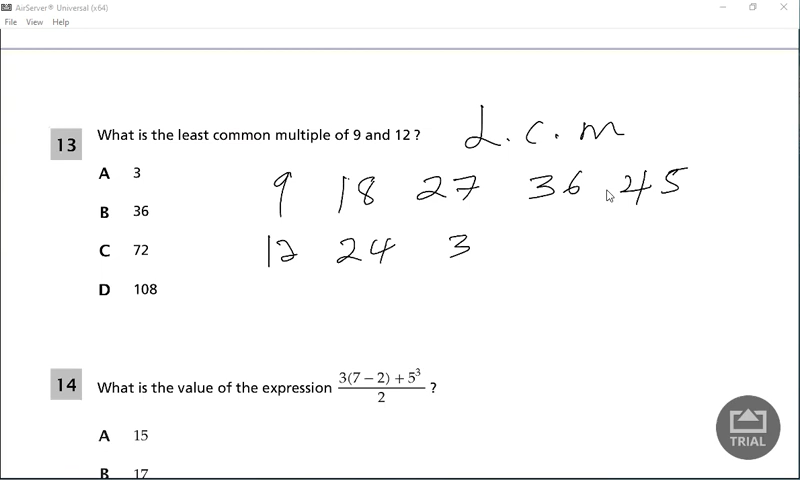 AirServer® Universal (x64)
File View Help
13 What is the least common multiple of 9 and 12 ? L.C.M
A 3
9 18 27 36 45
B 36
C 72
12 24 3
D 108
14 What is the value of the expression 3(7 − 2) + 5³ / 2 ?
A 15
B 17
TRIAL